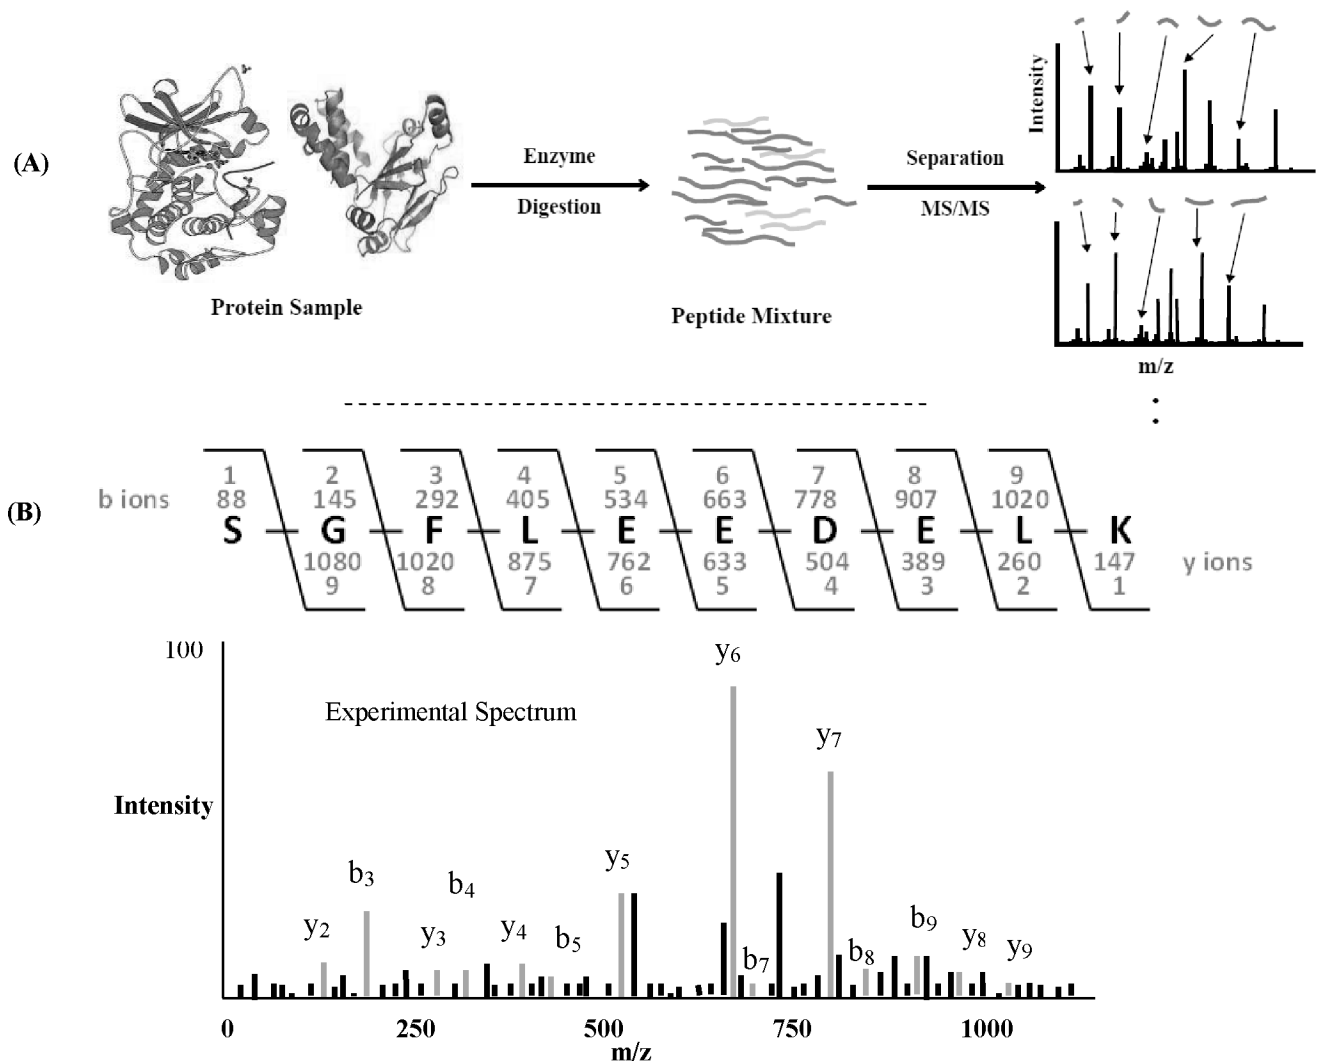 Intensity
(A)
Enzyme
Digestion
Separation
MS/MS
Protein Sample
Peptide Mixture
m/z
(B)
1 2 3 4 5 6 7 8 9
b ions 88 145 292 405 534 663 778 907 1020
S G F L E E D E L K
1080 1020 875 762 633 504 389 260 147 y ions
9 8 7 6 5 4 3 2 1
100
y6
Experimental Spectrum
y7
Intensity
y5
b3
b4
y2
y3
y4
b5
b7
b8
b9
y8
y9
0 250 500 750 1000
m/z